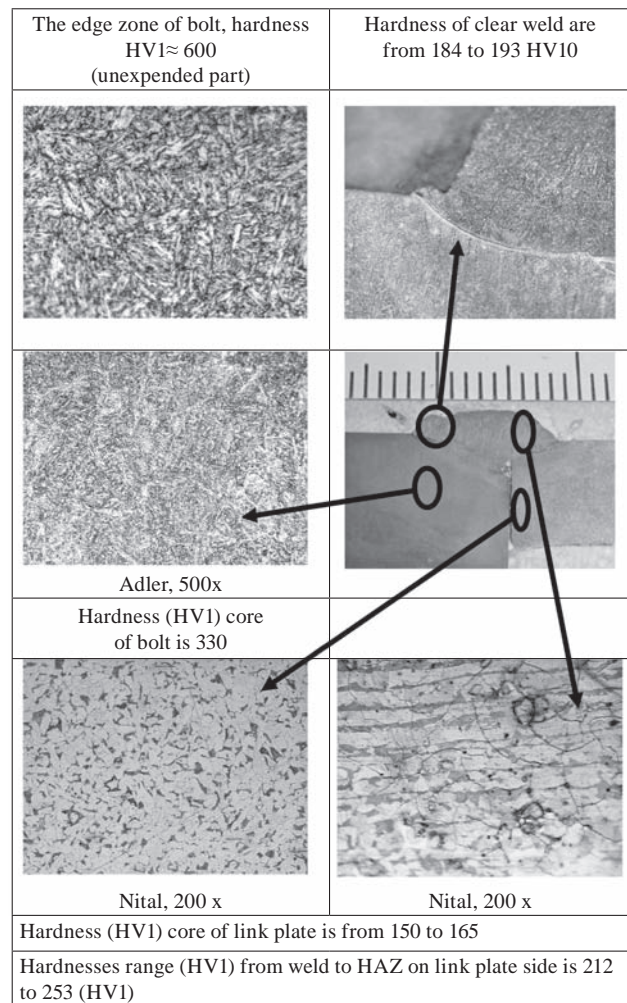 The edge zone of bolt, hardness
HV1≈ 600
(unexpended part)
Hardness of clear weld are
from 184 to 193 HV10
Adler, 500x
Hardness (HV1) core
of bolt is 330
Nital, 200 x
Nital, 200 x
Hardness (HV1) core of link plate is from 150 to 165
Hardnesses range (HV1) from weld to HAZ on link plate side is 212
to 253 (HV1)